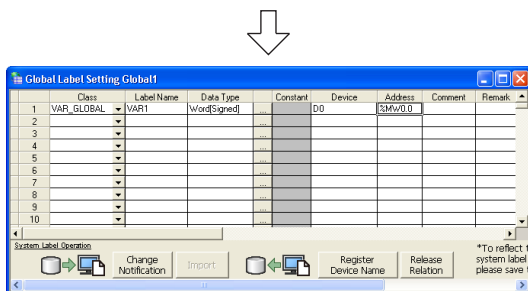 Global Label Setting Global1
Class Label Name Data Type Constant Device Address Comment Remark
1 VAR_GLOBAL VAR1 Word[Signed] ... D0 %MW0.0
2 ...
3 ...
4 ...
5 ...
6 ...
7 ...
8 ...
9 ...
10 ...
System Label Operation
Change Notification
Import
Register Device Name
Release Relation
*To reflect t
system label
please save t